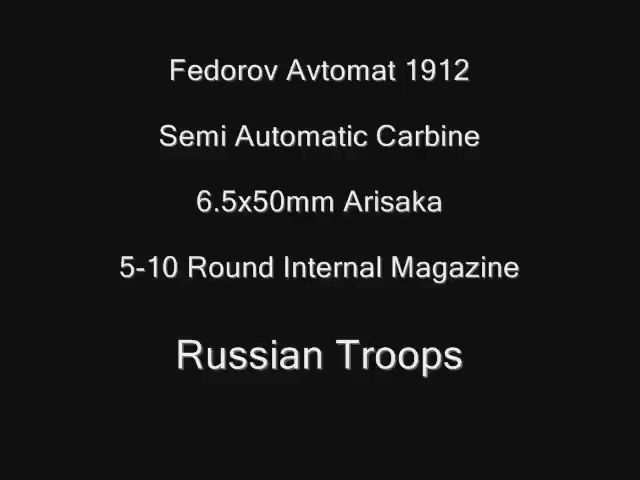 Fedorov Avtomat 1912
Semi Automatic Carbine
6.5x50mm Arisaka
5-10 Round Internal Magazine
Russian Troops